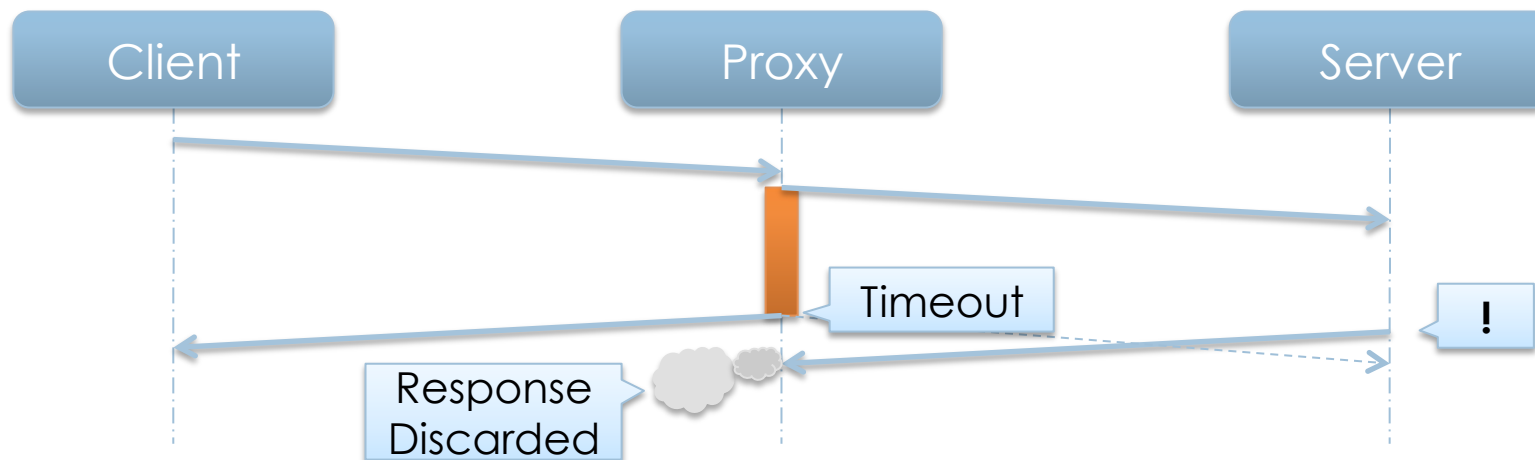 Client
Proxy
Server
Timeout
!
Response
Discarded